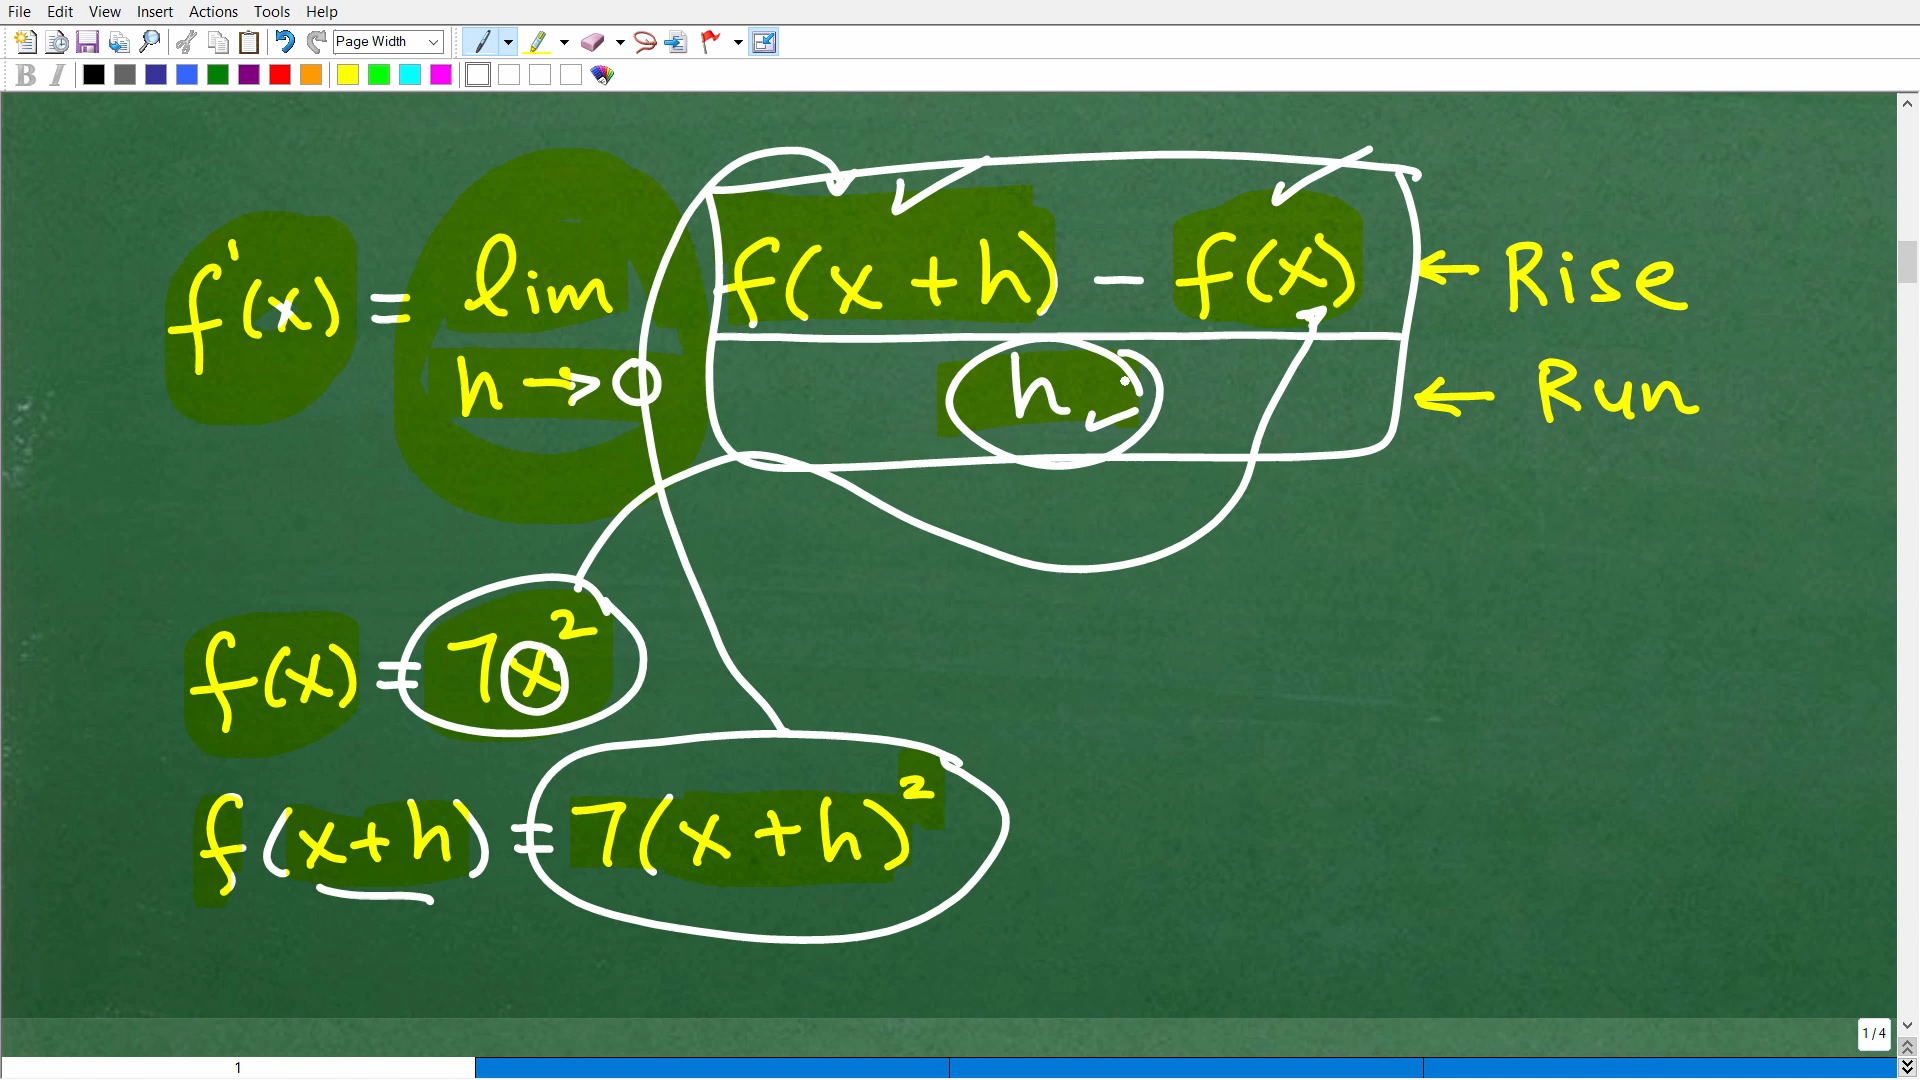 File Edit View Insert Actions Tools Help
Page Width
B I
f'(x) = lim f(x+h) - f(x) ← Rise
h → 0 h ← Run
f(x) = 7x²
f(x+h) = 7(x+h)²
1/4
1